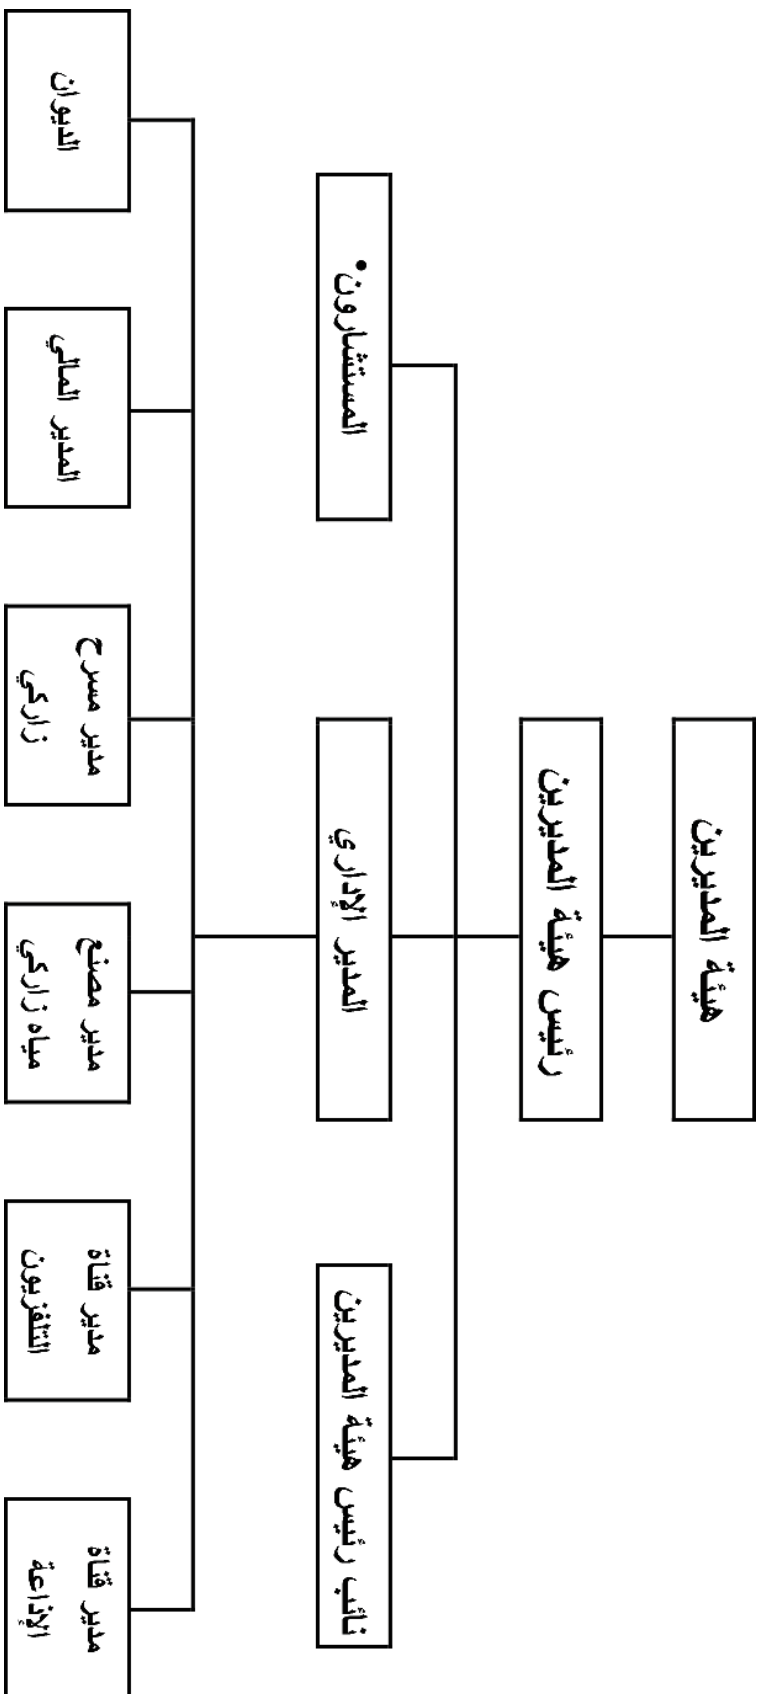 هيئة المديرين
رئيس هيئة المديرين
نائب رئيس هيئة المديرين
المدير الإداري
• المستشارون
مدير قناة
الإذاعة
مدير قناة
التلفزيون
مدير مصنع
مياه زاركي
مدير مسرح
زاركي
المدير المالي
الديوان